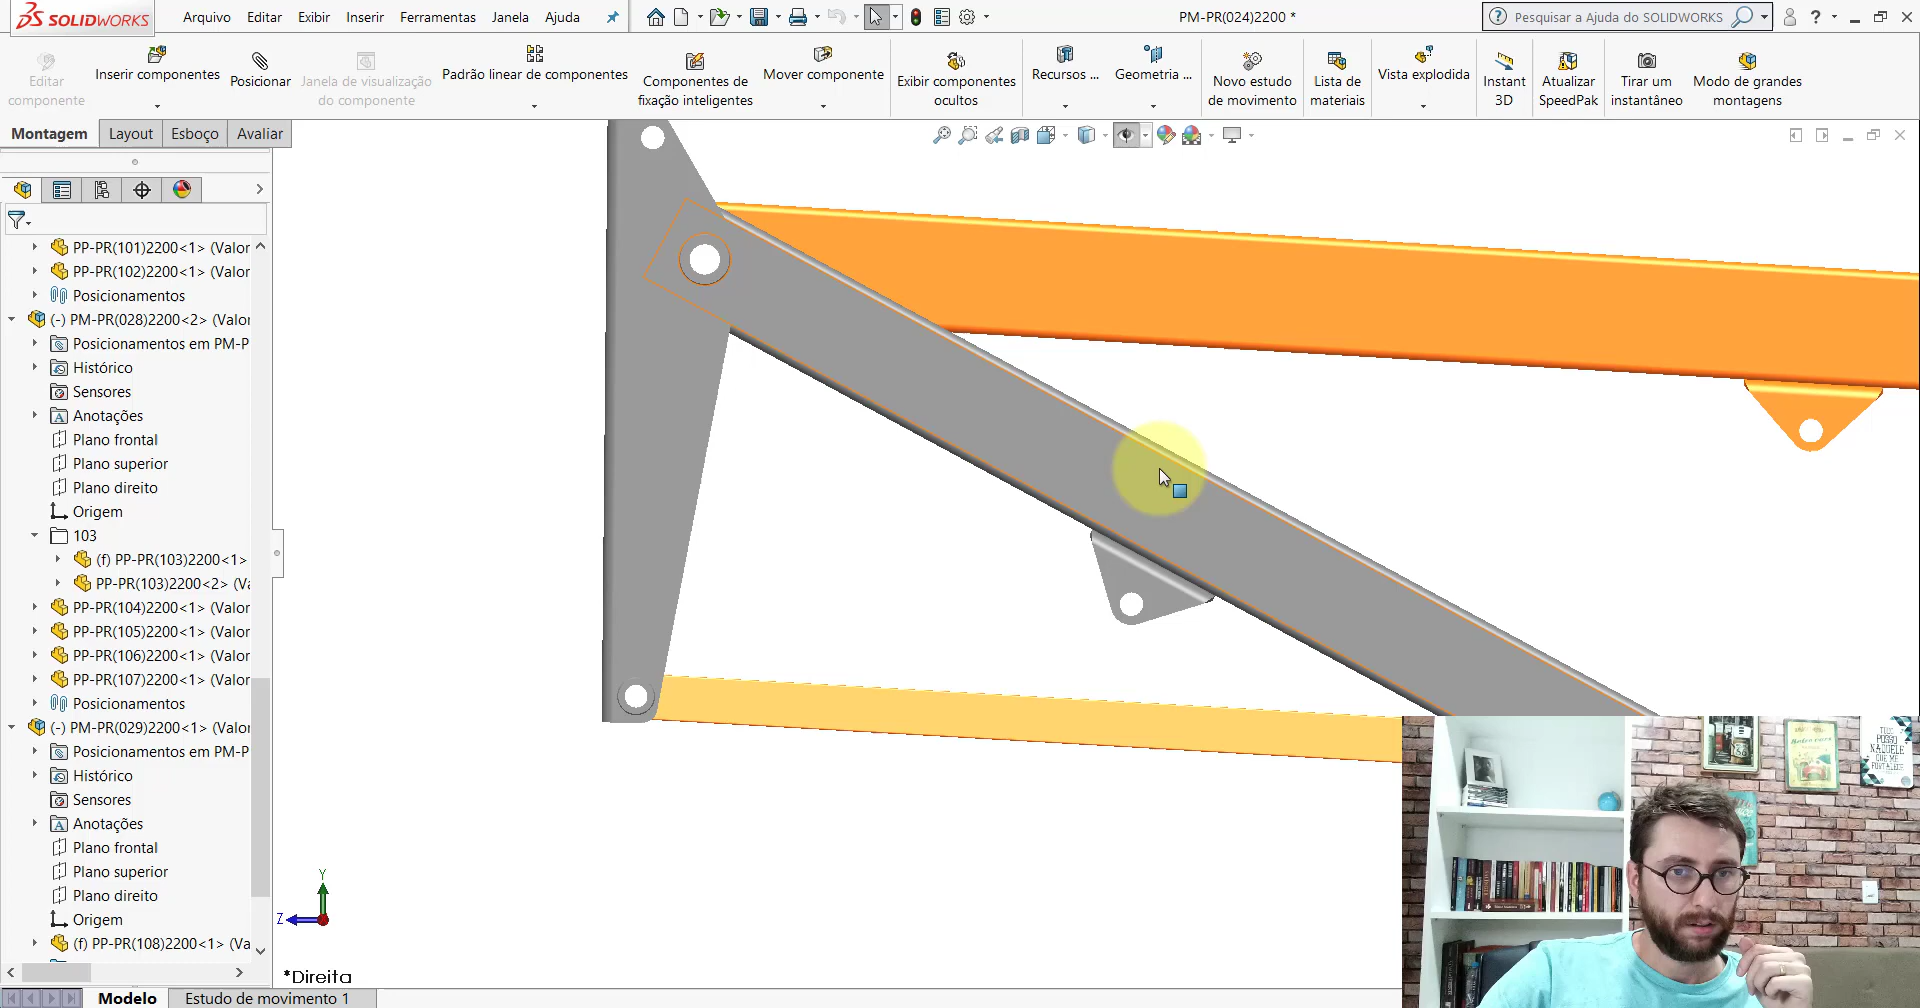 SOLIDWORKS
Arquivo Editar Exibir Inserir Ferramentas Janela Ajuda
PM-PR(024)2200 *
Pesquisar a Ajuda do SOLIDWORKS
Editar componente
Inserir componentes
Posicionar
Janela de visualização do componente
Padrão linear de componentes
Componentes de fixação inteligentes
Mover componente
Exibir componentes ocultos
Recursos ...
Geometria ...
Novo estudo de movimento
Lista de materiais
Vista explodida
Instant 3D
Atualizar SpeedPak
Tirar um instantâneo
Modo de grandes montagens
Montagem Layout Esboço Avaliar
PP-PR(101)2200<1> (Valor
PP-PR(102)2200<1> (Valor
Posicionamentos
(-) PM-PR(028)2200<2> (Valor
Posicionamentos em PM-P
Histórico
Sensores
Anotações
Plano frontal
Plano superior
Plano direito
Origem
103
(f) PP-PR(103)2200<1>
PP-PR(103)2200<2> (Va
PP-PR(104)2200<1> (Valor
PP-PR(105)2200<1> (Valor
PP-PR(106)2200<1> (Valor
PP-PR(107)2200<1> (Valor
Posicionamentos
(-) PM-PR(029)2200<1> (Valor
Posicionamentos em PM-P
Histórico
Sensores
Anotações
Plano frontal
Plano superior
Plano direito
Origem
(f) PP-PR(108)2200<1> (Va
Y
Z
*Direita
TUDO
POSSO
NAQUELE
QUE ME
FORTALECE
Modelo Estudo de movimento 1